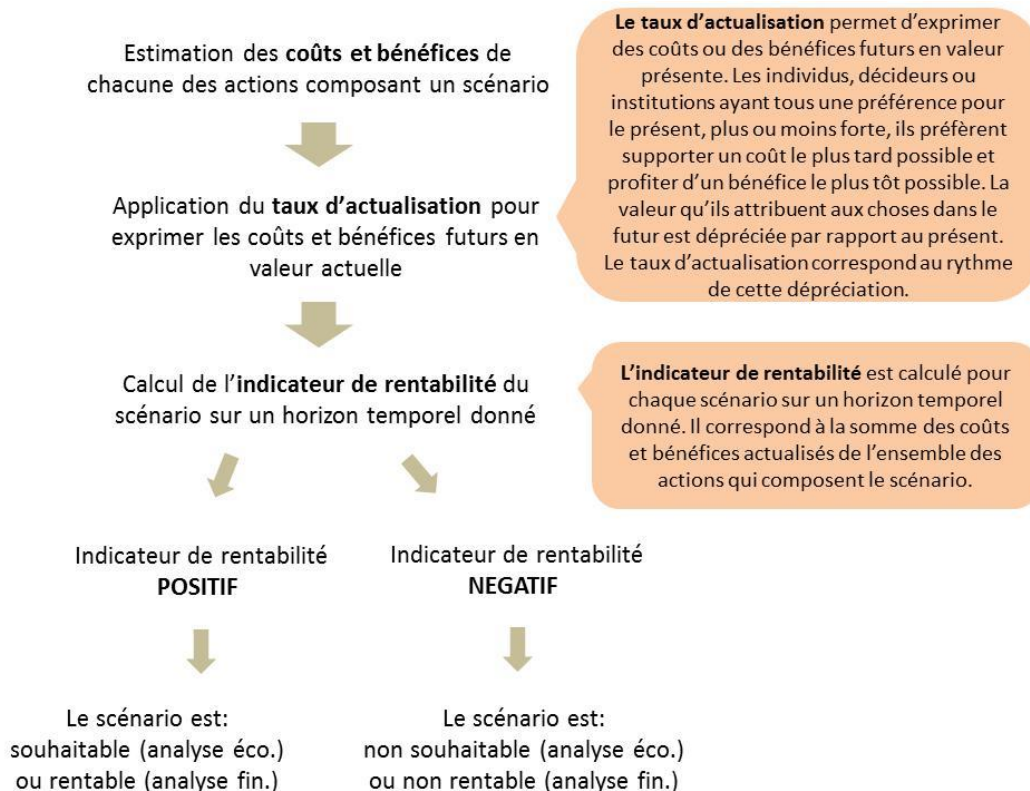 Estimation des coûts et bénéfices de
chacune des actions composant un scénario
Le taux d’actualisation permet d’exprimer
des coûts ou des bénéfices futurs en valeur
présente. Les individus, décideurs ou
institutions ayant tous une préférence pour
le présent, plus ou moins forte, ils préfèrent
supporter un coût le plus tard possible et
profiter d’un bénéfice le plus tôt possible. La
valeur qu’ils attribuent aux choses dans le
futur est dépréciée par rapport au présent.
Le taux d’actualisation correspond au rythme
de cette dépréciation.
Application du taux d’actualisation pour
exprimer les coûts et bénéfices futurs en
valeur actuelle
Calcul de l’indicateur de rentabilité du
scénario sur un horizon temporel donné
L’indicateur de rentabilité est calculé pour
chaque scénario sur un horizon temporel
donné. Il correspond à la somme des coûts
et bénéfices actualisés de l’ensemble des
actions qui composent le scénario.
Indicateur de rentabilité
POSITIF
Indicateur de rentabilité
NEGATIF
Le scénario est:
souhaitable (analyse éco.)
ou rentable (analyse fin.)
Le scénario est:
non souhaitable (analyse éco.)
ou non rentable (analyse fin.)